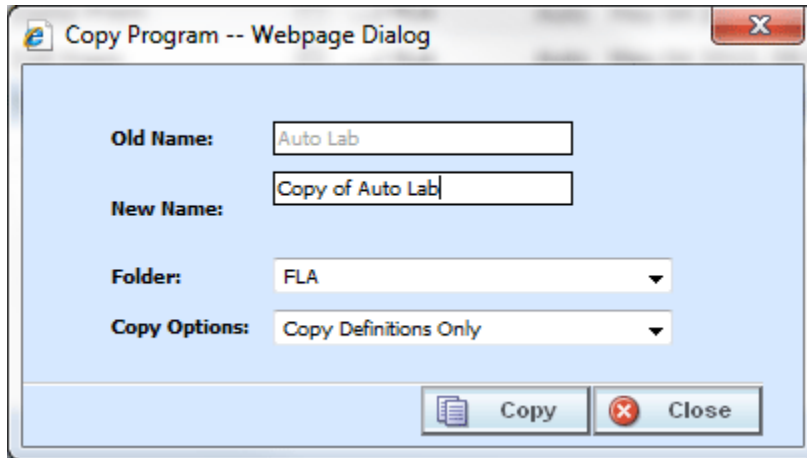 Copy Program -- Webpage Dialog
Old Name: Auto Lab
New Name: Copy of Auto Lab
Folder: FLA
Copy Options: Copy Definitions Only
Copy Close